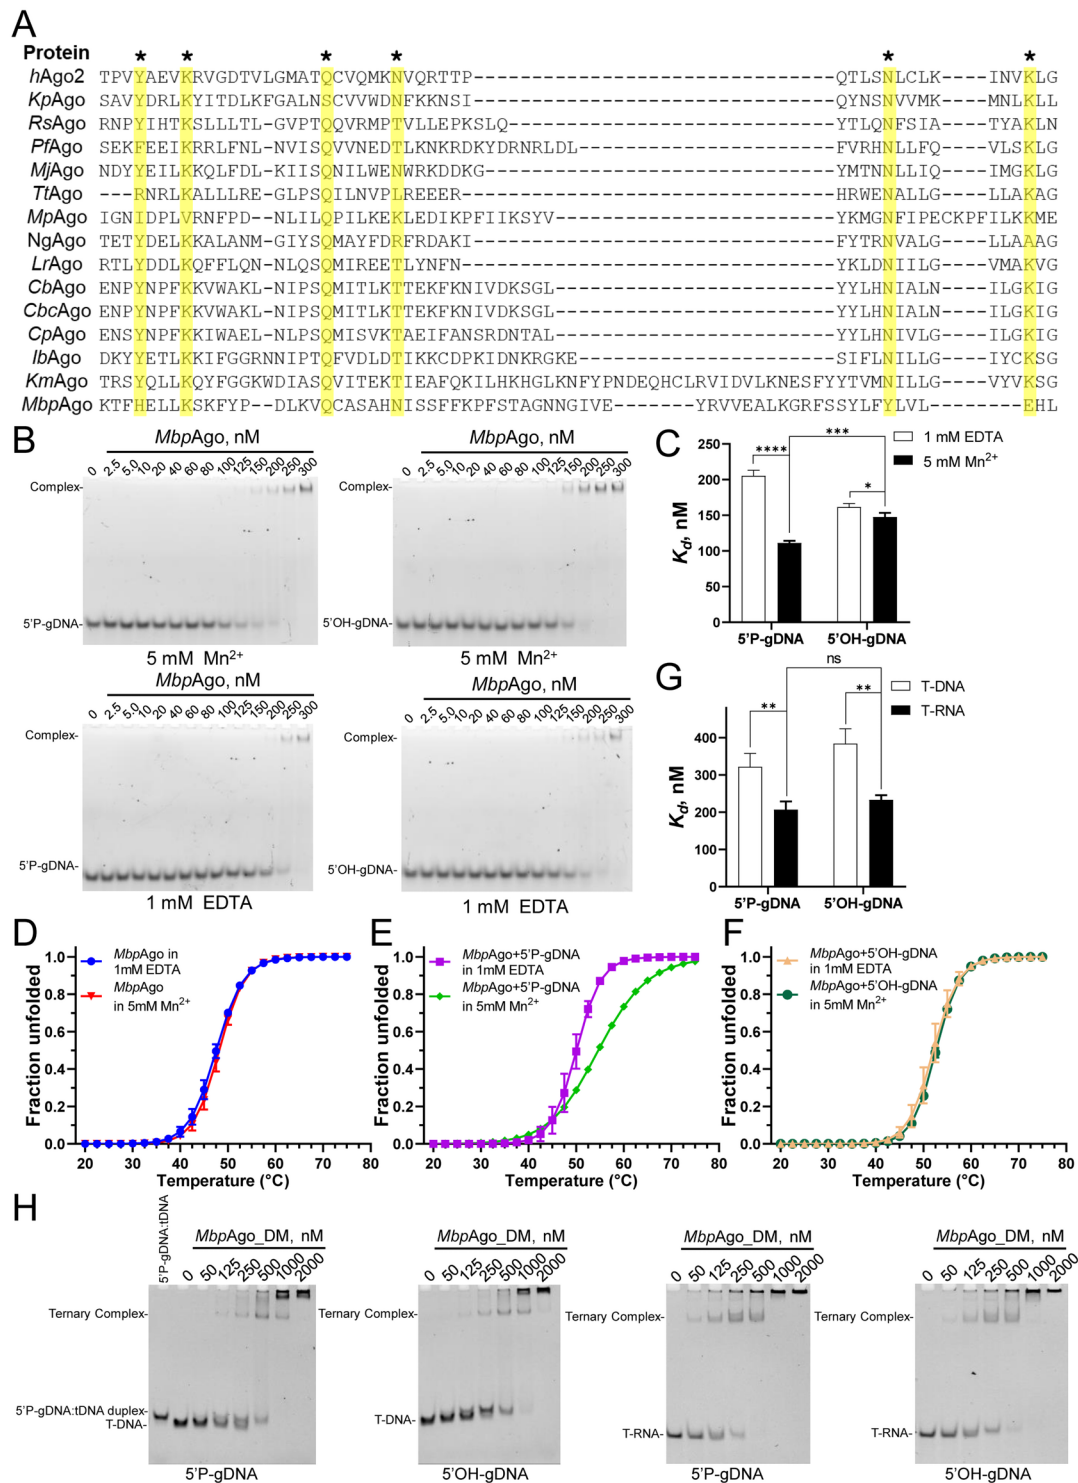 A
Protein
* * * * * *
hAgo2 TPVYAEVKRVGDTVLGMATQCVQMKNVQRTTP-------------------------------QTLSNLCLK----INVKLG
KpAgo SAVYDRLKYITDLKFGALNSCVVWDNFKKNSI-------------------------------QYNSNVVMK----MNLKLL
RsAgo RNPYIHTKSLLLTL-GVPTQQVRMPTVLLEPKSLQ----------------------------YTLQNFSIA----TYAKLN
PfAgo SEKFEEIKRRLFNL-NVISQVVNEDTLKNKRDKYDRNRLDL----------------------FVRHNLLFQ----VLSKLG
MjAgo NDYYEILKKQLFDL-KIISQNILWENWRKDDKG------------------------------YMTNNLLIQ----IMGKLG
TtAgo ---RNRLKALLLRE-GLPSQILNVPLREEER--------------------------------HRWENALLG----LLAKAG
MpAgo IGNIDPLVRNFPD--NLILQPILKEKLEDIKPFIIKSYV------------------------YKMGNFIPECKPFILKKME
NgAgo TETYDELKKALANM-GIYSQMAYFDRFRDAKI-------------------------------FYTRNVALG----LLAAAG
LrAgo RTLYDDLKQFFLQN-NLQSQMIREETLYNFN--------------------------------YKLDNIILG----VMAKVG
CbAgo ENPYNPFKKVWAKL-NIPSQMITLKTTEKFKNIVDKSGL------------------------YYLHNIALN----ILGKIG
CbcAgo ENPYNPFKKVWAKL-NIPSQMITLKTTEKFKNIVDKSGL------------------------YYLHNIALN----ILGKIG
CpAgo ENSYNPFKKIWAEL-NLPSQMISVKTAEIFANSRDNTAL------------------------YYLHNIVLN----ILGKIG
IbAgo DKYYETLKKIFGGRNNIPTQFVDLDTIKKCDPKIDNKRGKE----------------------SIFLNILLG----IYCKSG
KmAgo TRSYQLLKQYFGGKWDIASQVITEKTIEAFQKILHKHGLKNFYPNDEQHCLRVIDVLKNESFYYTVMNILLG----VYVKSG
MbpAgo KTFHELLKSKFYP--DLKVQCASAHNISSFFKPFSTAGNNGIVE--------YRVVEALKGRFSSYLFYLVL----EHL
B
MbpAgo, nM
0 2.5 5.0 10 20 40 60 80 100 125 150 200 250 300
Complex-
5'P-gDNA-
5 mM Mn2+
MbpAgo, nM
0 2.5 5.0 10 20 40 60 80 100 125 150 200 250 300
Complex-
5'OH-gDNA-
5 mM Mn2+
MbpAgo, nM
0 2.5 5.0 10 20 40 60 80 100 125 150 200 250 300
Complex-
5'P-gDNA-
1 mM EDTA
MbpAgo, nM
0 2.5 5.0 10 20 40 60 80 100 125 150 200 250 300
Complex-
5'OH-gDNA-
1 mM EDTA
C
1 mM EDTA
5 mM Mn2+
***
****
*
Kd, nM
250
200
150
100
50
0
5'P-gDNA 5'OH-gDNA
G
T-DNA
T-RNA
ns
**
**
Kd, nM
400
300
200
100
0
5'P-gDNA 5'OH-gDNA
D
MbpAgo in
1mM EDTA
MbpAgo
in 5mM Mn2+
Fraction unfolded
1.0
0.8
0.6
0.4
0.2
0.0
20 30 40 50 60 70 80
Temperature (°C)
E
MbpAgo+5'P-gDNA
in 1mM EDTA
MbpAgo+5'P-gDNA
in 5mM Mn2+
Fraction unfolded
1.0
0.8
0.6
0.4
0.2
0.0
20 30 40 50 60 70 80
Temperature (°C)
F
MbpAgo+5'OH-gDNA
in 1mM EDTA
MbpAgo+5'OH-gDNA
in 5mM Mn2+
Fraction unfolded
1.0
0.8
0.6
0.4
0.2
0.0
20 30 40 50 60 70 80
Temperature (°C)
H
5'P-gDNA:tDNA
MbpAgo_DM, nM
0 50 125 250 500 1000 2000
Ternary Complex-
5'P-gDNA:tDNA duplex-
T-DNA-
5'P-gDNA
MbpAgo_DM, nM
0 50 125 250 500 1000 2000
Ternary Complex-
T-DNA-
5'OH-gDNA
MbpAgo_DM, nM
0 50 125 250 500 1000 2000
Ternary Complex-
T-RNA-
5'P-gDNA
MbpAgo_DM, nM
0 50 125 250 500 1000 2000
Ternary Complex-
T-RNA-
5'OH-gDNA